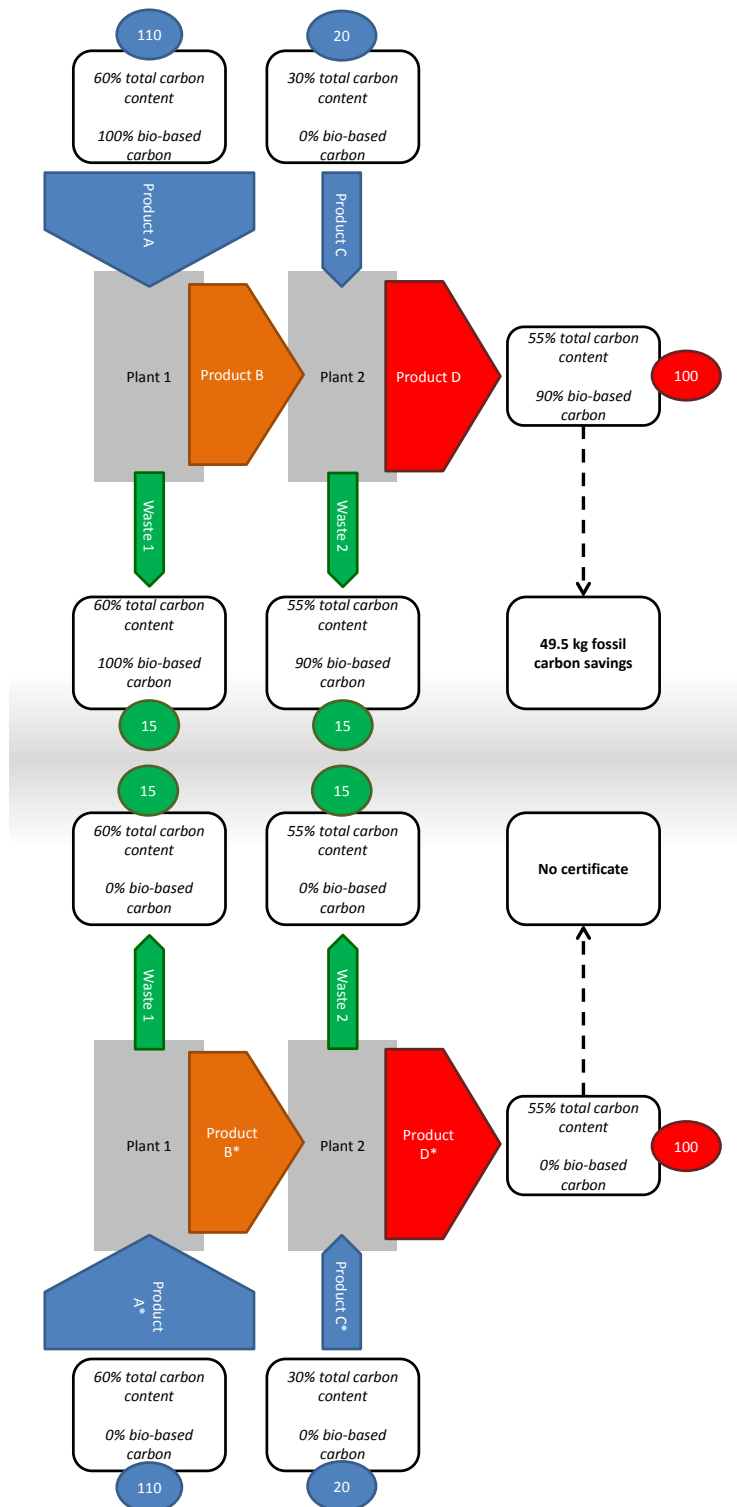 110
20
60% total carbon
content
100% bio-based
carbon
30% total carbon
content
0% bio-based
carbon
Product A
Product C
Plant 1
Product B
Plant 2
Product D
55% total carbon
content
90% bio-based
carbon
100
Waste 1
Waste 2
60% total carbon
content
100% bio-based
carbon
15
55% total carbon
content
90% bio-based
carbon
15
49.5 kg fossil
carbon savings
15
60% total carbon
content
0% bio-based
carbon
15
55% total carbon
content
0% bio-based
carbon
No certificate
Waste 1
Waste 2
Plant 1
Product
B*
Plant 2
Product
D*
55% total carbon
content
0% bio-based
carbon
100
Product
A*
Product C*
60% total carbon
content
0% bio-based
carbon
110
30% total carbon
content
0% bio-based
carbon
20